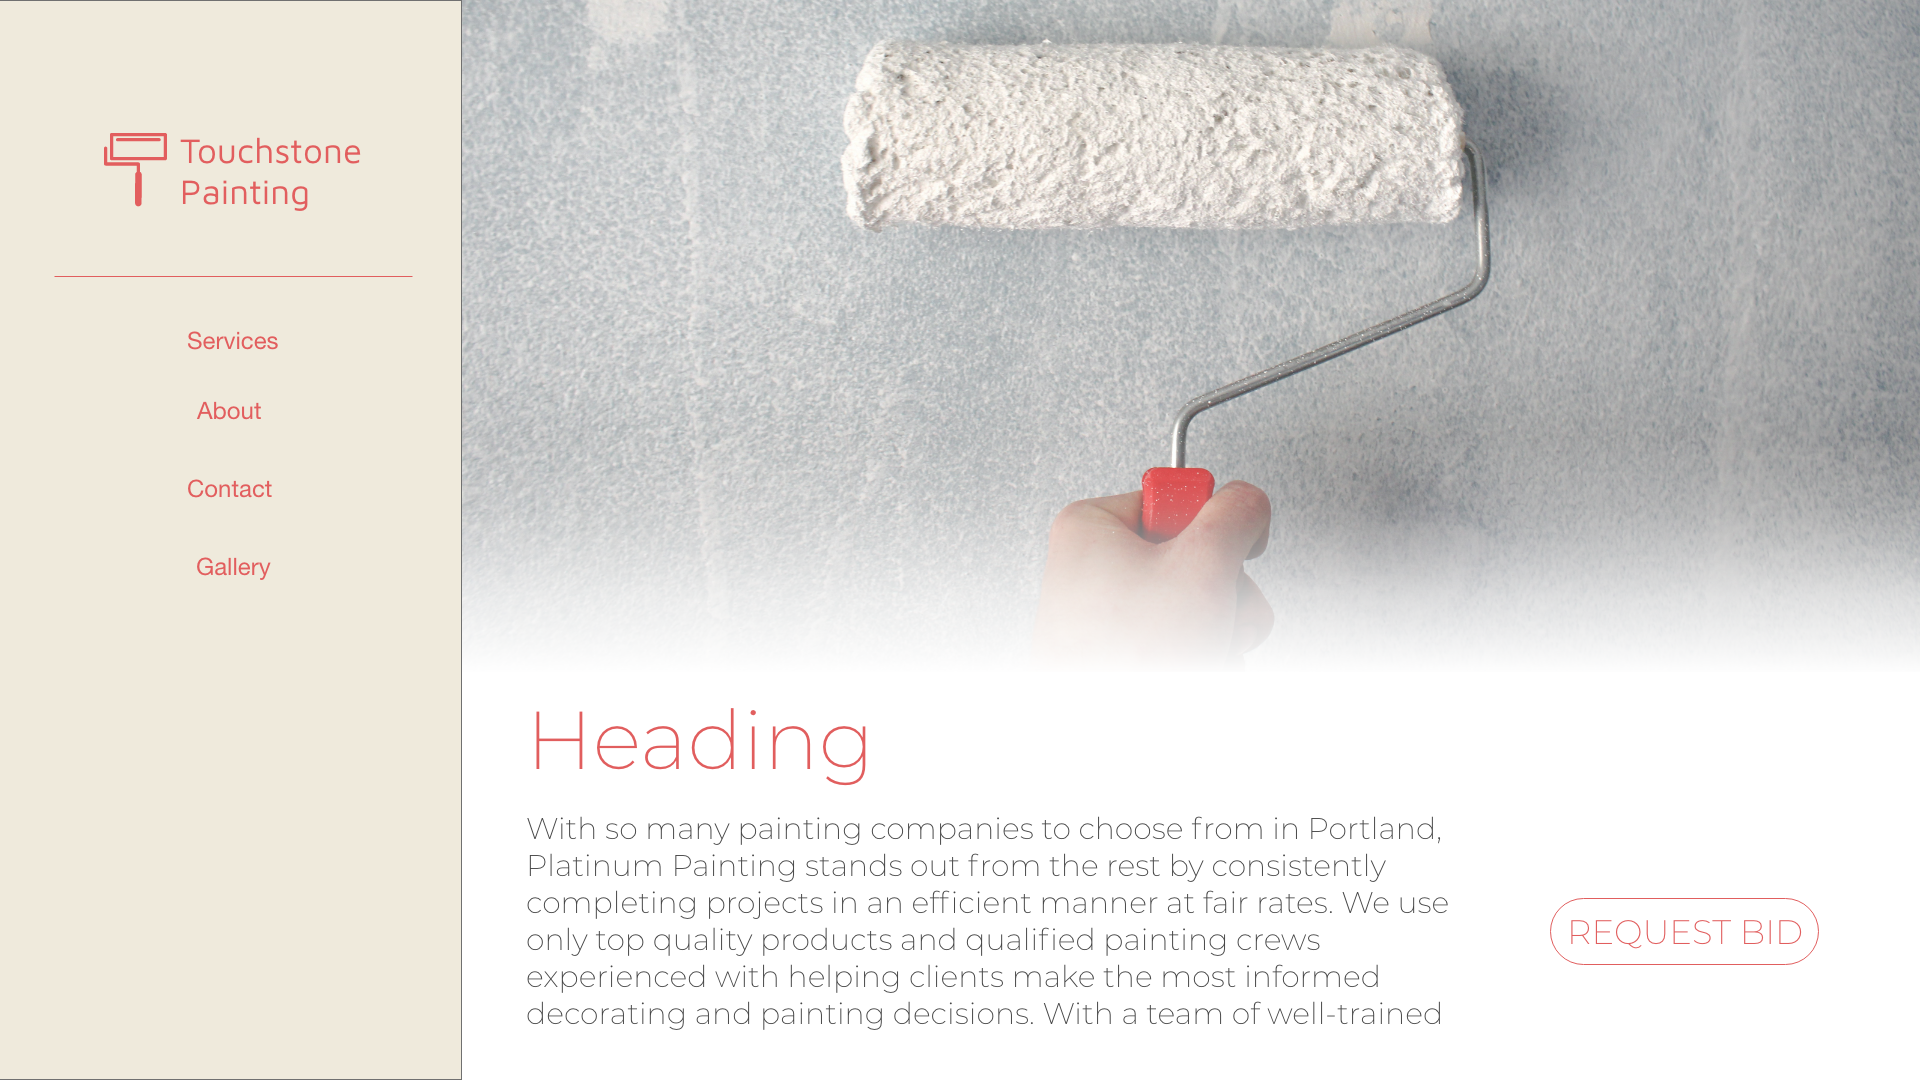 Touchstone
Painting
Services
About
Contact
Gallery
Heading
With so many painting companies to choose from in Portland,
Platinum Painting stands out from the rest by consistently
completing projects in an efficient manner at fair rates. We use
only top quality products and qualified painting crews
experienced with helping clients make the most informed
decorating and painting decisions. With a team of well-trained
REQUEST BID